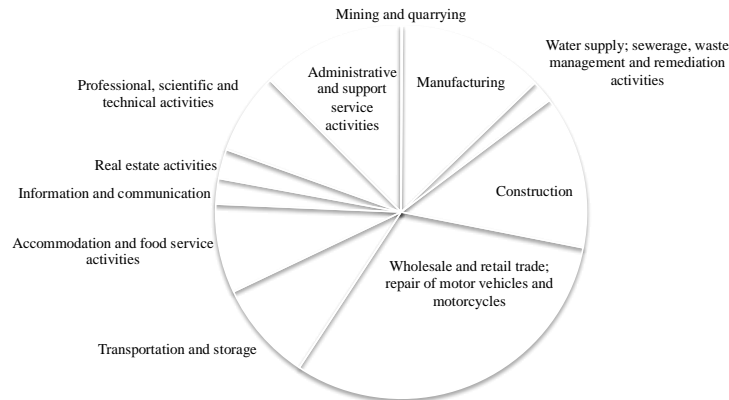 Mining and quarrying
Water supply; sewerage, waste
management and remediation
activities
Manufacturing
Administrative
and support
service
activities
Professional, scientific and
technical activities
Real estate activities
Information and communication
Construction
Accommodation and food service
activities
Wholesale and retail trade;
repair of motor vehicles and
motorcycles
Transportation and storage